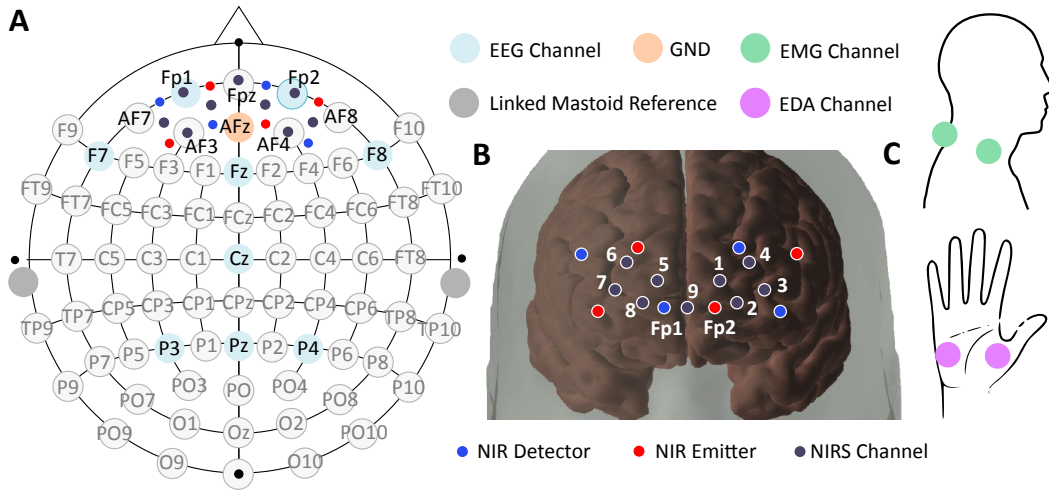 A
EEG Channel
GND
EMG Channel
Linked Mastoid Reference
EDA Channel
Fp1
Fp2
Fpz
AF7
AFz
AF8
AF3
AF4
F9
F10
F7
F5
F3
F1
Fz
F2
F4
F6
F8
FT9
FT7
FC5
FC3
FC1
FCz
FC2
FC4
FC6
FT8
FT10
T7
C5
C3
C1
Cz
C2
C4
C6
FT8
TP9
TP7
CP5
CP3
CP1
CPz
CP2
CP4
CP6
TP8
TP10
P9
P7
P5
P3
P1
Pz
P2
P4
P6
P8
P10
PO9
PO7
PO3
PO
PO4
PO8
PO10
O9
O1
Oz
O2
O10
B
6
4
7
5
1
3
8
9
2
Fp1
Fp2
NIR Detector
NIR Emitter
NIRS Channel
C